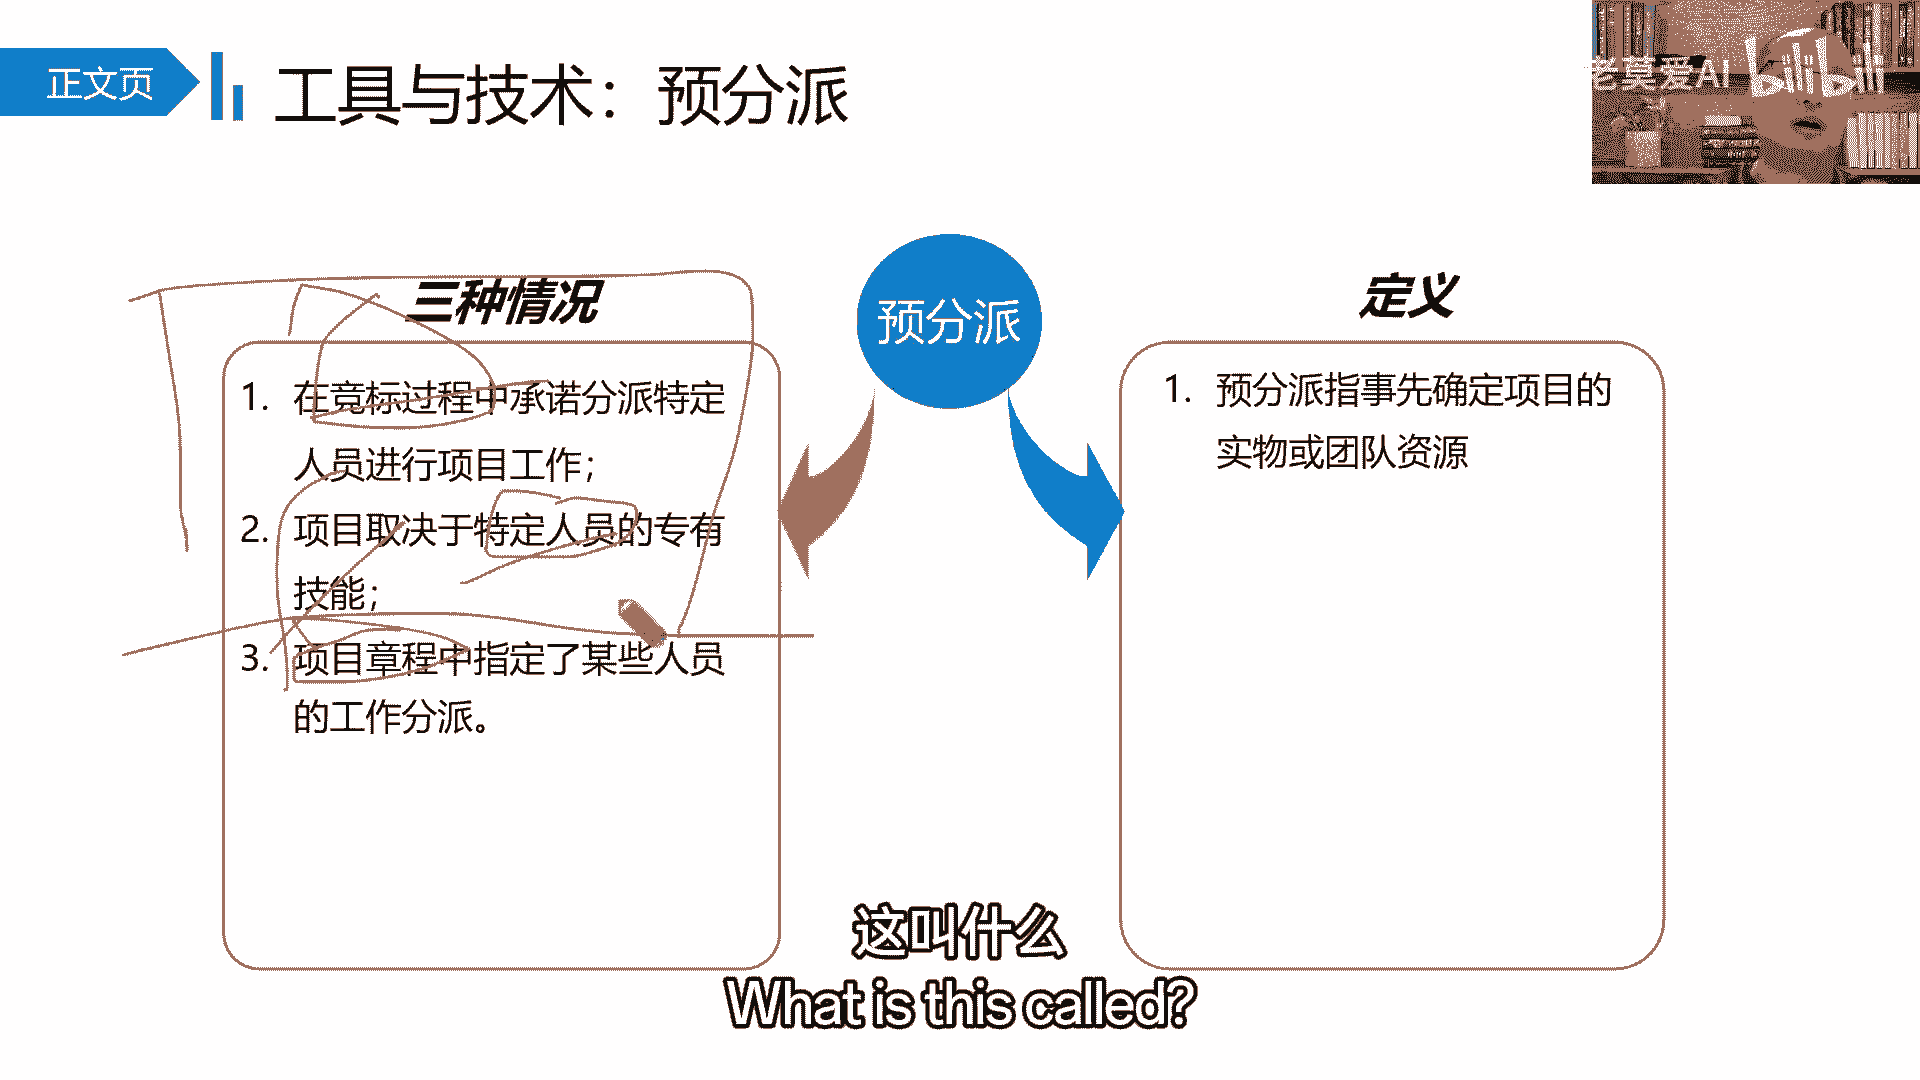 正文页
工具与技术：预分派
老莫爱AI
bilibili
三种情况
1. 在竞标过程中承诺分派特定
人员进行项目工作；
2. 项目取决于特定人员的专有
技能；
3. 项目章程中指定了某些人员
的工作分派。
预分派
定义
1. 预分派指事先确定项目的
实物或团队资源
这叫什么
What is this called?